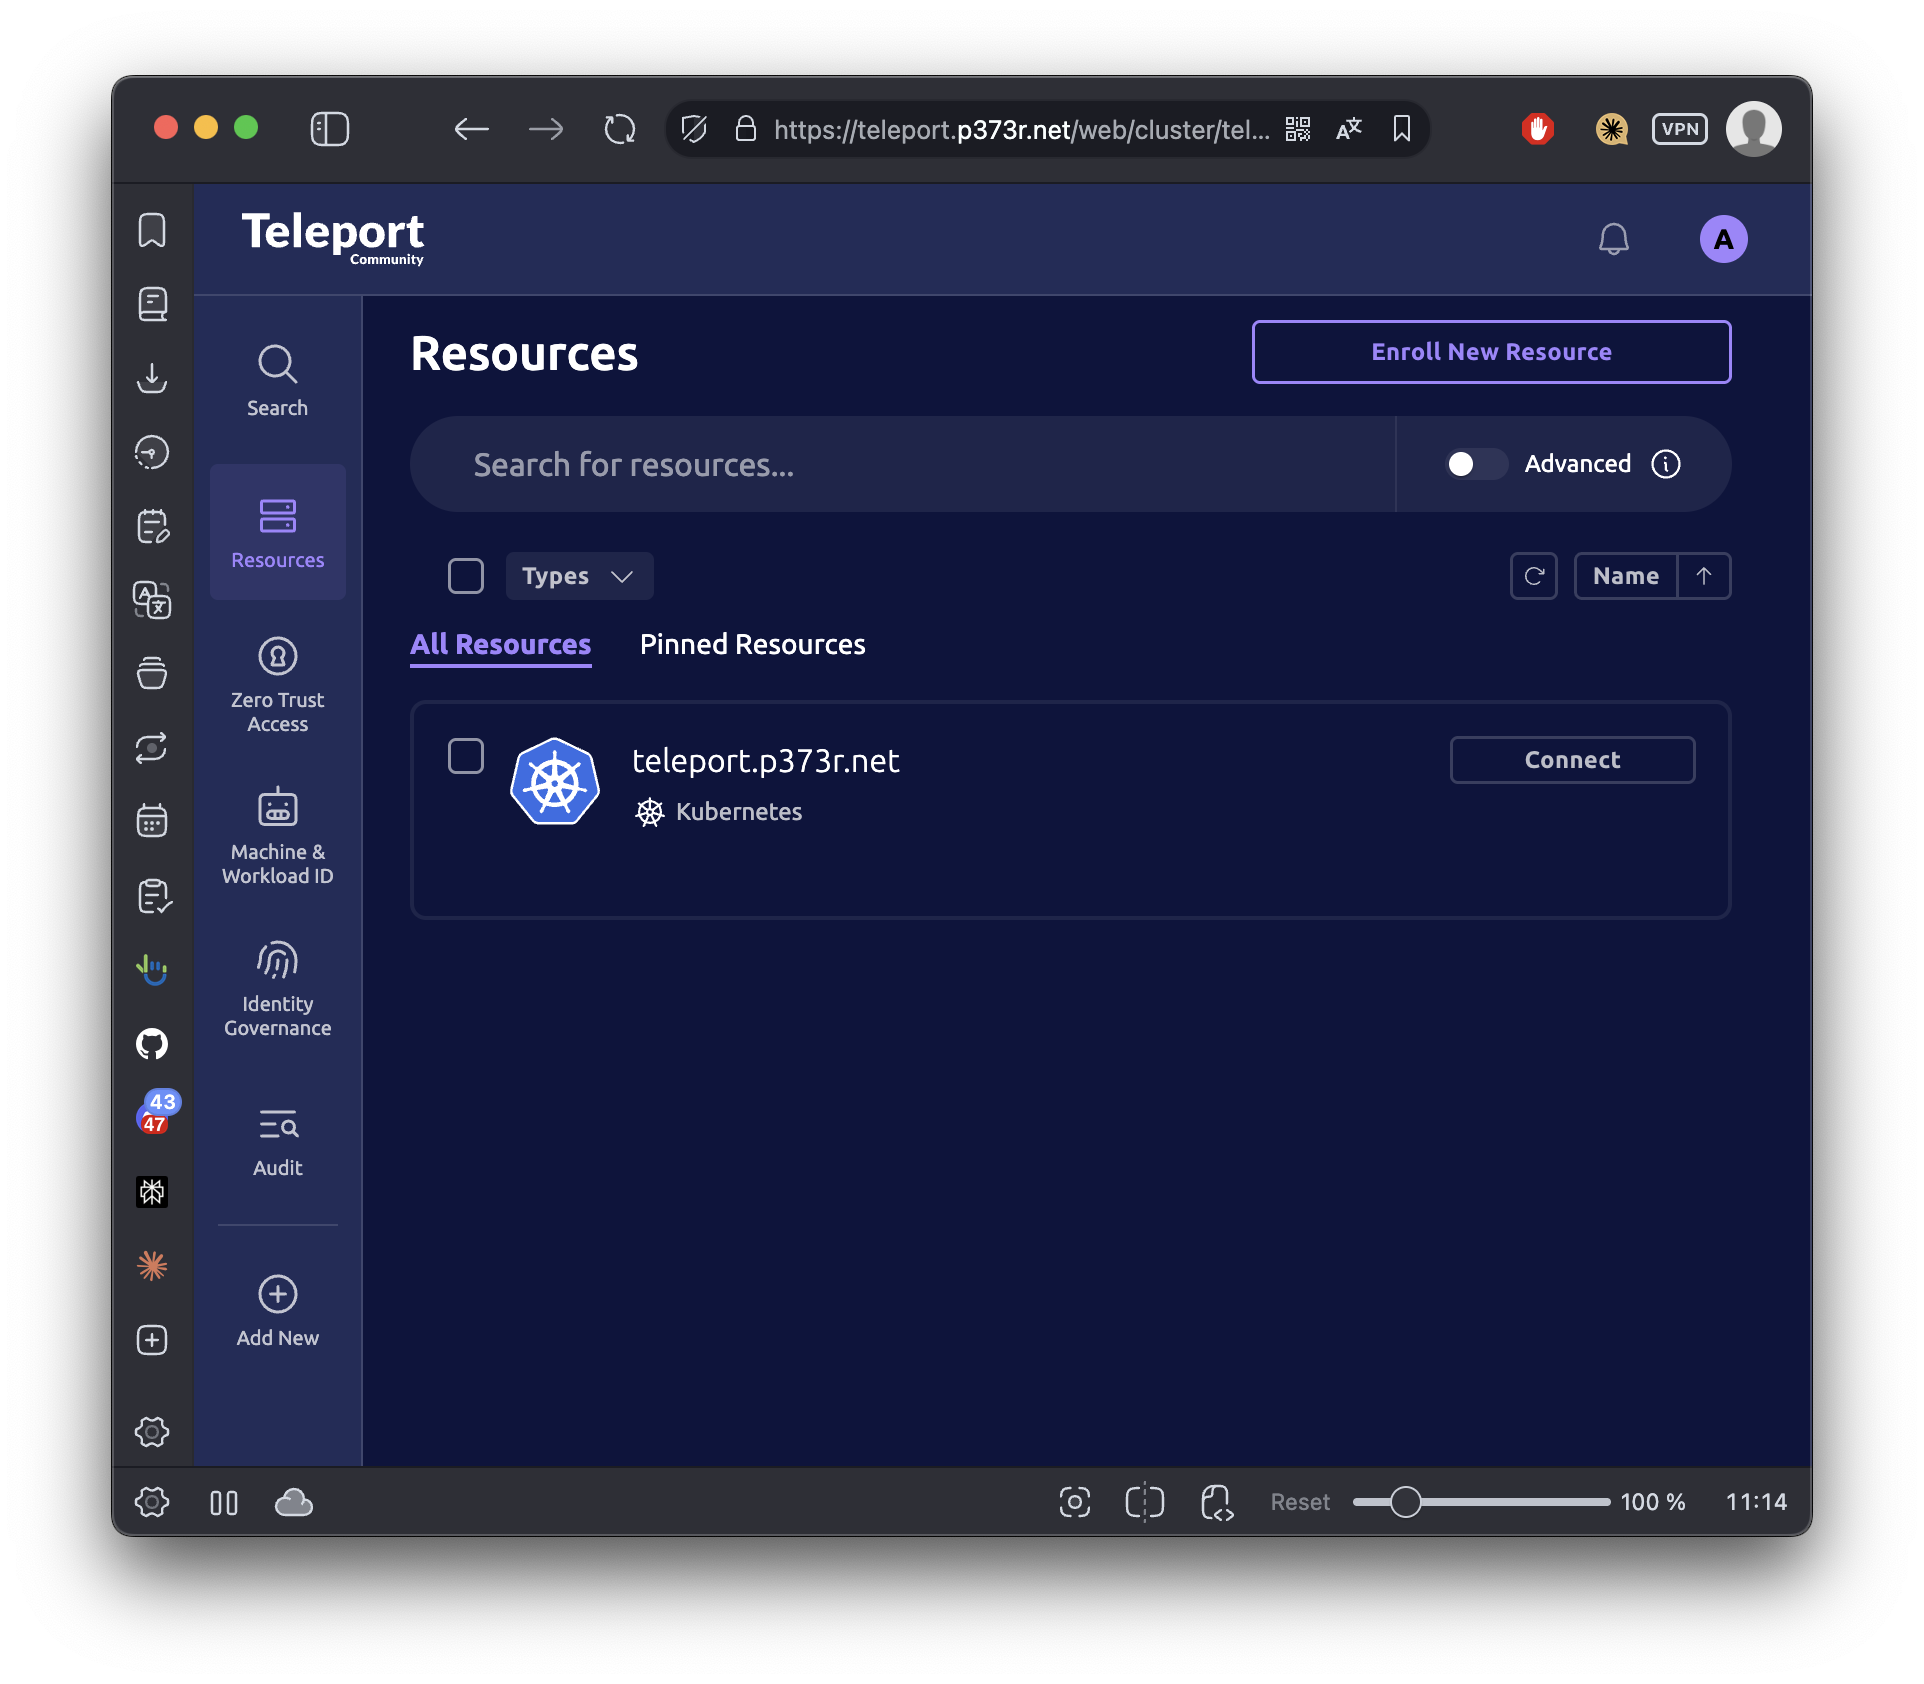 https://teleport.p373r.net/web/cluster/tel...
VPN
Teleport
Community
A
Search
Resources
Zero Trust
Access
Machine &
Workload ID
Identity
Governance
Audit
Add New
43
47
Resources
Enroll New Resource
Search for resources...
Advanced
Types
Name
All Resources
Pinned Resources
teleport.p373r.net
Connect
Kubernetes
Reset
100 %
11:14